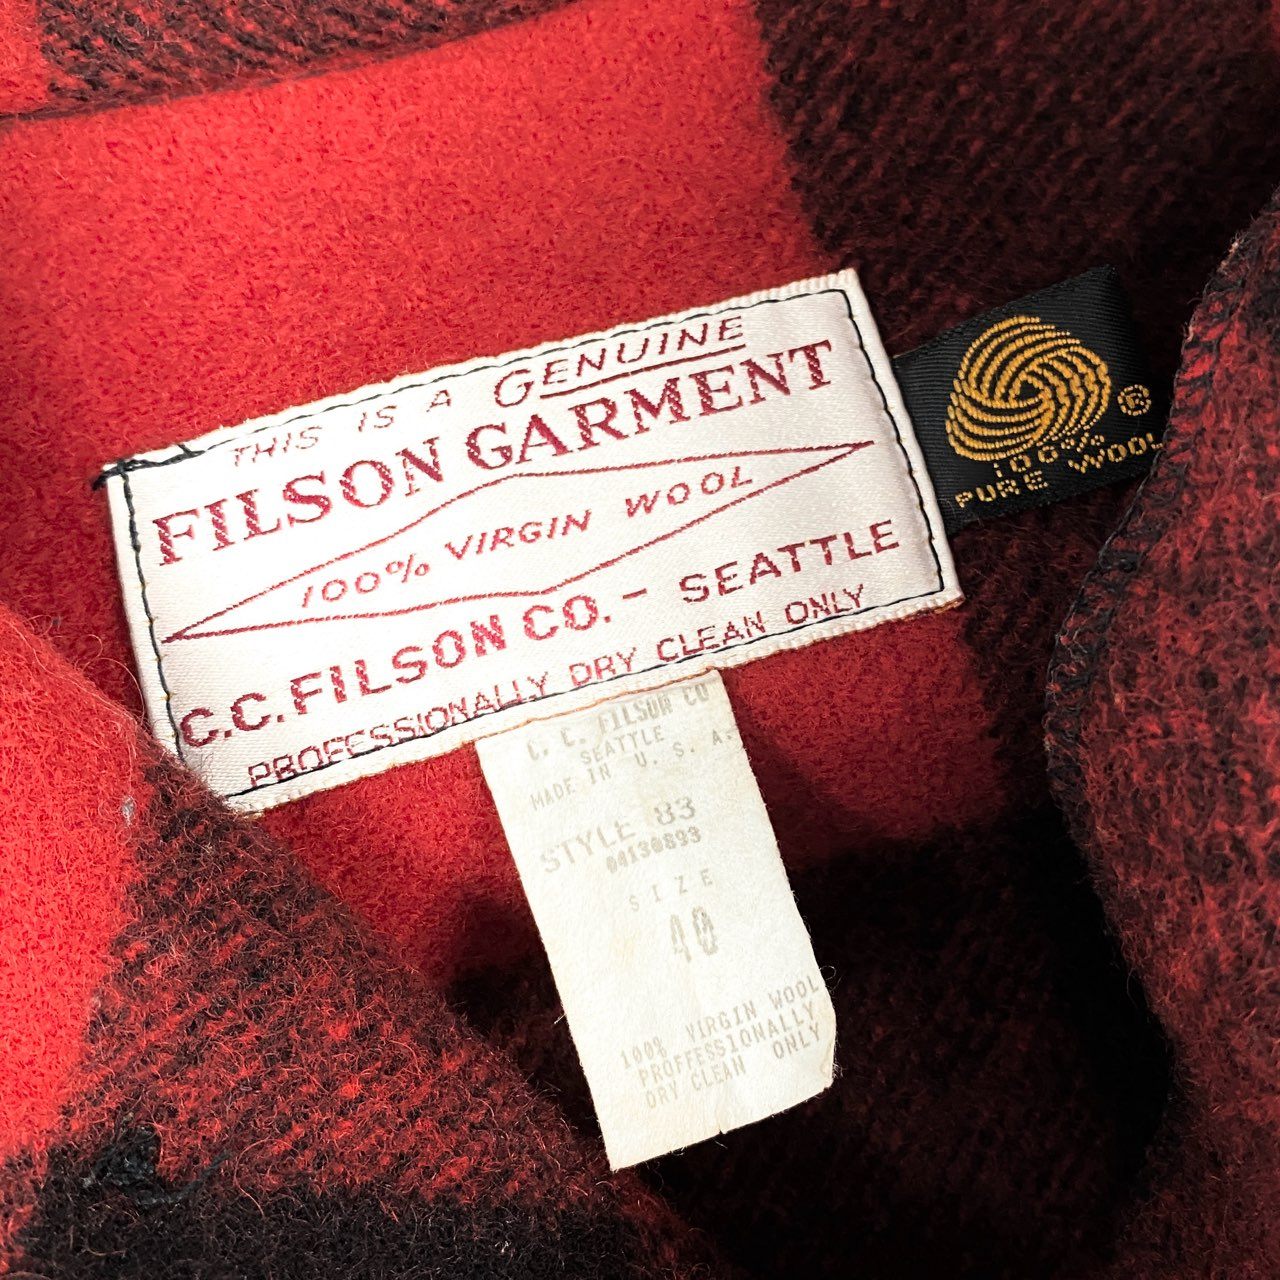 THIS IS A GENUINE
FILSON GARMENT
100% VIRGIN WOOL
C.C. FILSON CO. - SEATTLE
PROFESSIONALLY DRY CLEAN ONLY
®
100%
PURE WOOL
C. C. FILSON CO
SEATTLE
MADE IN U. S. A.
STYLE 83
00130893
SIZE
40
100% VIRGIN WOOL
PROFFESSIONALLY
DRY CLEAN ONLY